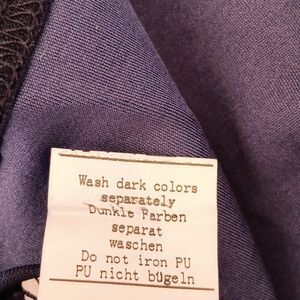 Wash dark colors
separately
Dunkle Farben
separat
waschen
Do not iron PU
PU nicht bügeln